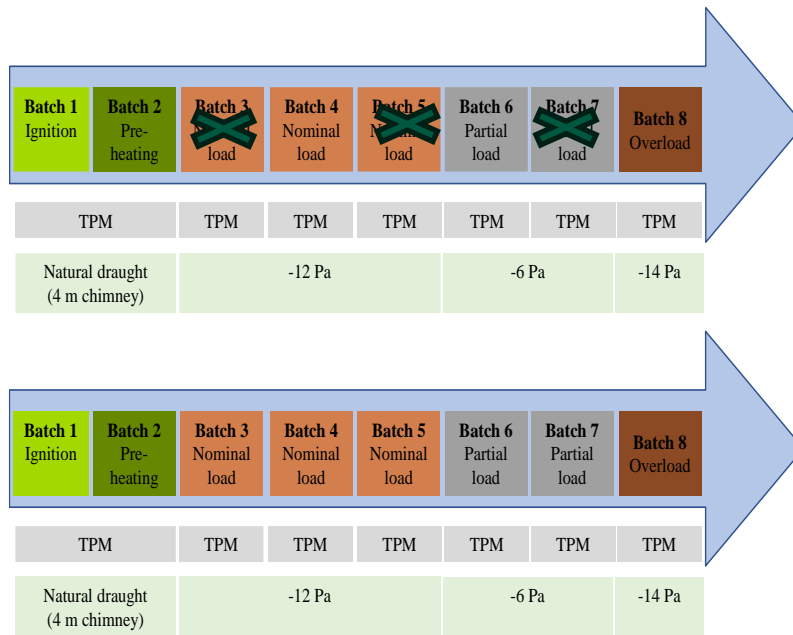 Batch 1 Batch 2 Batch 3 Batch 4 Batch 5 Batch 6 Batch 7 Batch 8
Ignition Pre- Nominal Partial Overload
heating load load load load load
TPM TPM TPM TPM TPM TPM TPM
Natural draught -12 Pa -6 Pa -14 Pa
(4 m chimney)
Batch 1 Batch 2 Batch 3 Batch 4 Batch 5 Batch 6 Batch 7 Batch 8
Ignition Pre- Nominal Nominal Nominal Partial Partial Overload
heating load load load load load
TPM TPM TPM TPM TPM TPM TPM
Natural draught -12 Pa -6 Pa -14 Pa
(4 m chimney)